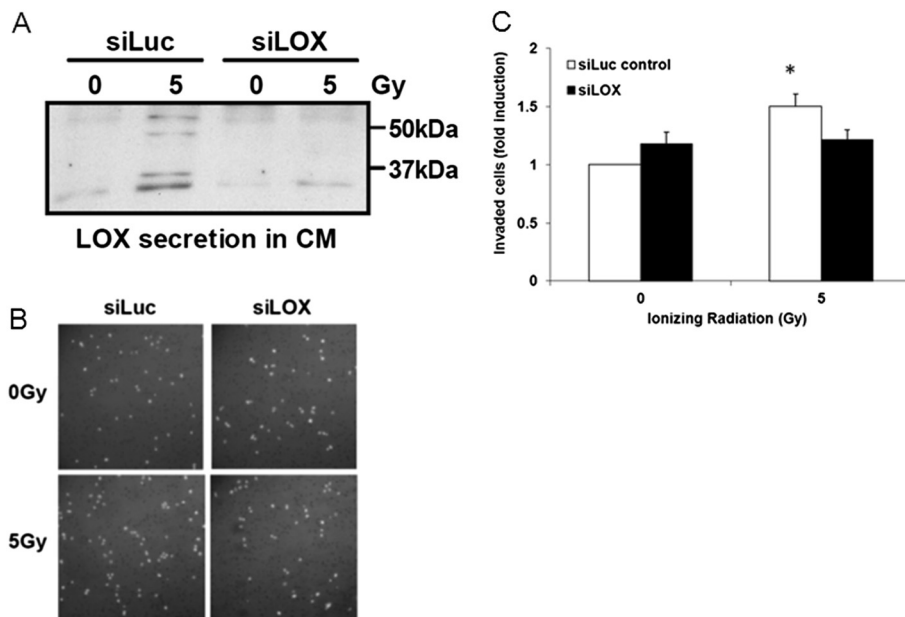 A
siLuc siLOX
0 5 0 5 Gy
50kDa
37kDa
LOX secretion in CM
B
siLuc siLOX
0Gy
5Gy
C
2
1.5
1
0.5
0
Invaded cells (fold induction)
siLuc control
siLOX
*
0 5
Ionizing Radiation (Gy)